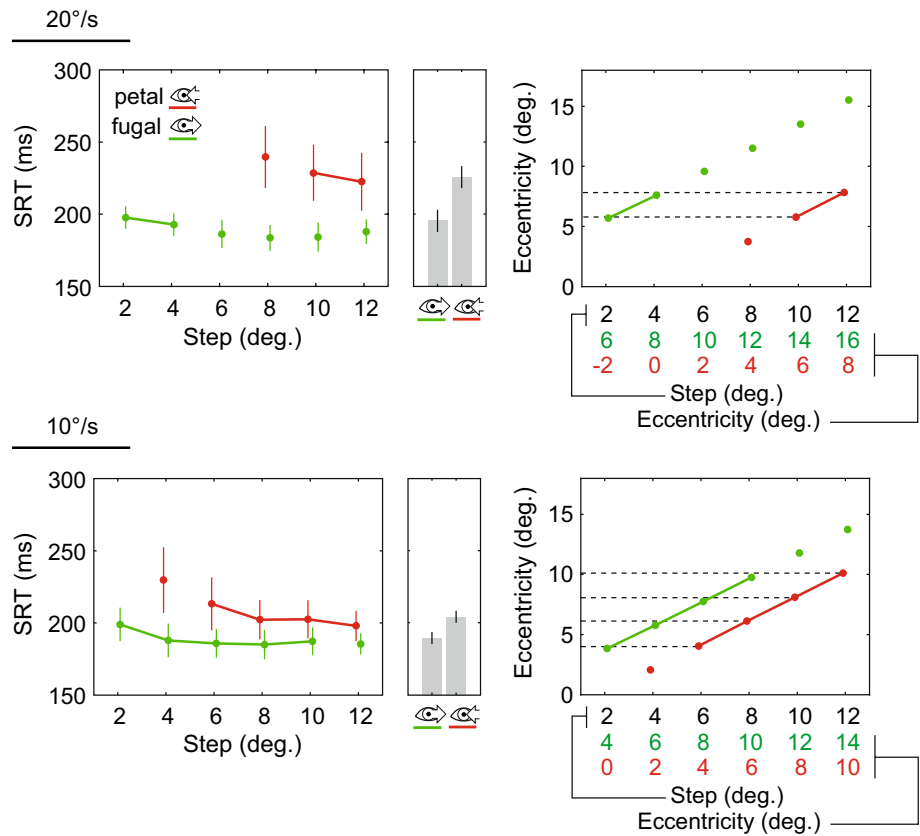 20°/s
300
250
200
150
SRT (ms)
petal
fugal
2 4 6 8 10 12
Step (deg.)
15
10
5
0
Eccentricity (deg.)
2 4 6 8 10 12
6 8 10 12 14 16
-2 0 2 4 6 8
Step (deg.)
Eccentricity (deg.)
10°/s
300
250
200
150
SRT (ms)
2 4 6 8 10 12
Step (deg.)
15
10
5
0
Eccentricity (deg.)
2 4 6 8 10 12
4 6 8 10 12 14
0 2 4 6 8 10
Step (deg.)
Eccentricity (deg.)